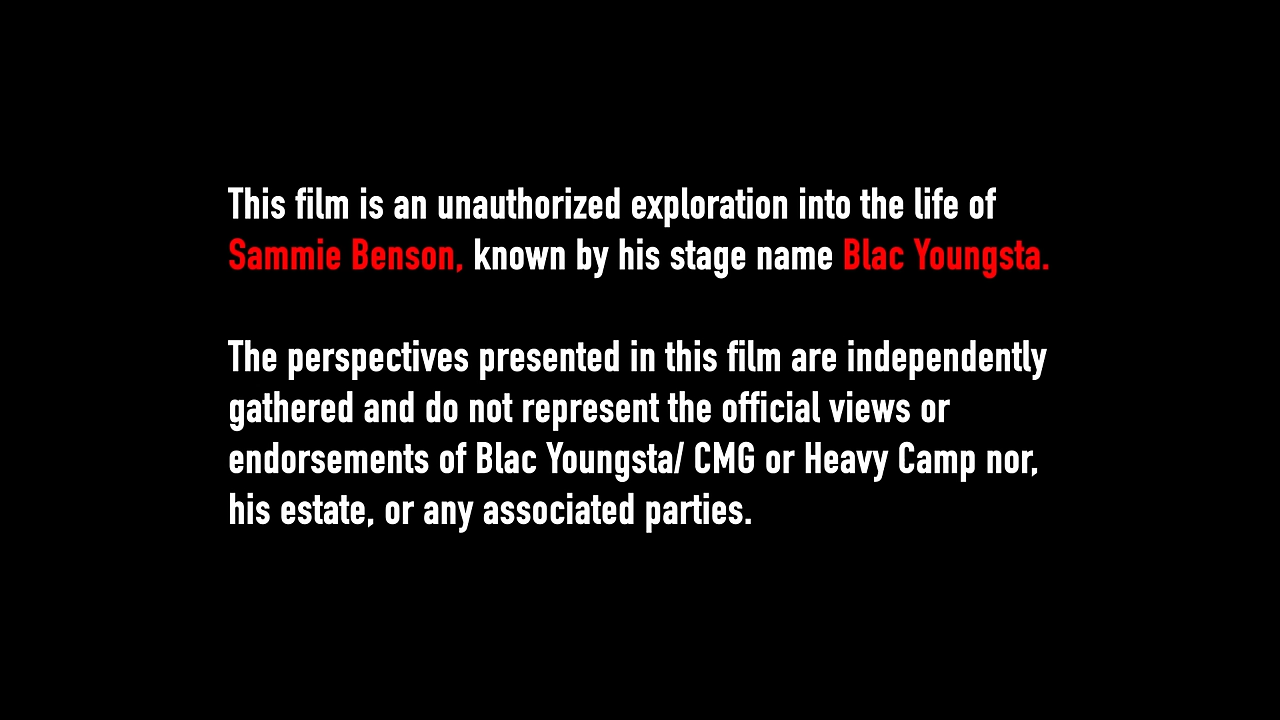 This film is an unauthorized exploration into the life of
Sammie Benson, known by his stage name Blac Youngsta.
The perspectives presented in this film are independently
gathered and do not represent the official views or
endorsements of Blac Youngsta/ CMG or Heavy Camp nor,
his estate, or any associated parties.